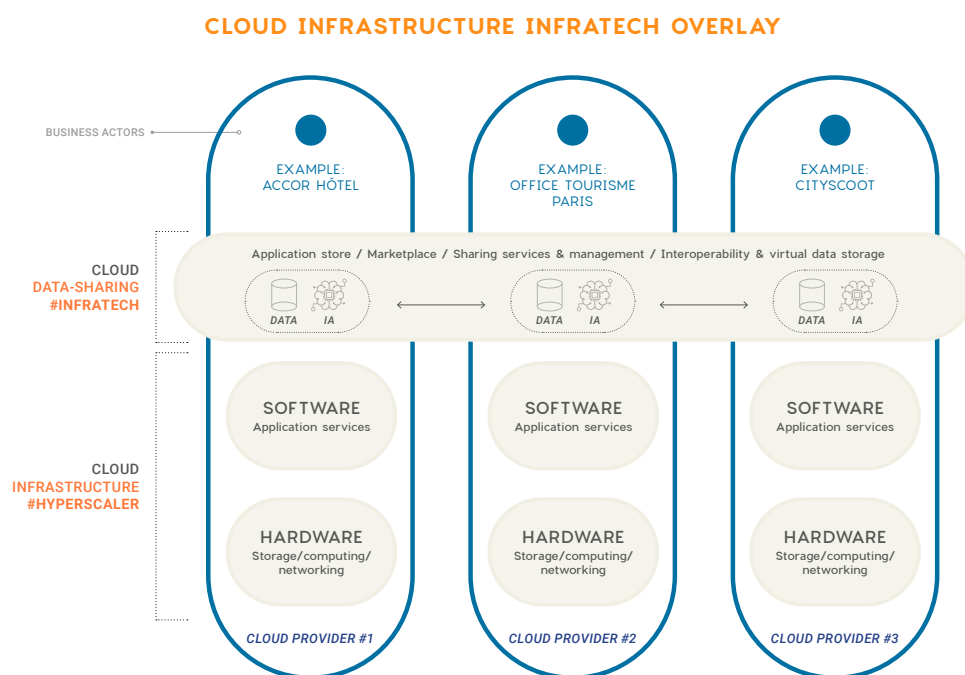 CLOUD INFRASTRUCTURE INFRATECH OVERLAY
BUSINESS ACTORS
EXAMPLE:
ACCOR HÔTEL
EXAMPLE:
OFFICE TOURISME
PARIS
EXAMPLE:
CITYSCOOT
CLOUD
DATA-SHARING
#INFRATECH
Application store / Marketplace / Sharing services & management / Interoperability & virtual data storage
DATA IA
DATA IA
DATA IA
CLOUD
INFRASTRUCTURE
#HYPERSCALER
SOFTWARE
Application services
SOFTWARE
Application services
SOFTWARE
Application services
HARDWARE
Storage/computing/
networking
HARDWARE
Storage/computing/
networking
HARDWARE
Storage/computing/
networking
CLOUD PROVIDER #1
CLOUD PROVIDER #2
CLOUD PROVIDER #3